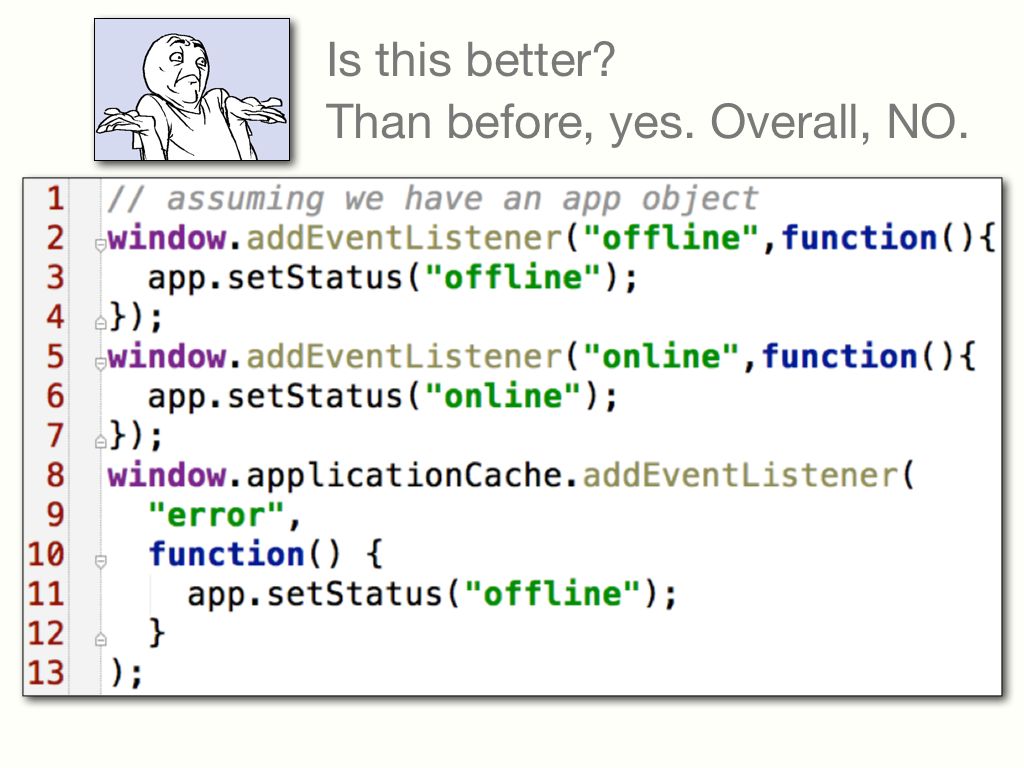 Is this better?
Than before, yes. Overall, NO.
1 // assuming we have an app object
2 window.addEventListener("offline",function(){
3   app.setStatus("offline");
4 });
5 window.addEventListener("online",function(){
6   app.setStatus("online");
7 });
8 window.applicationCache.addEventListener(
9   "error",
10   function() {
11     app.setStatus("offline");
12   }
13 );